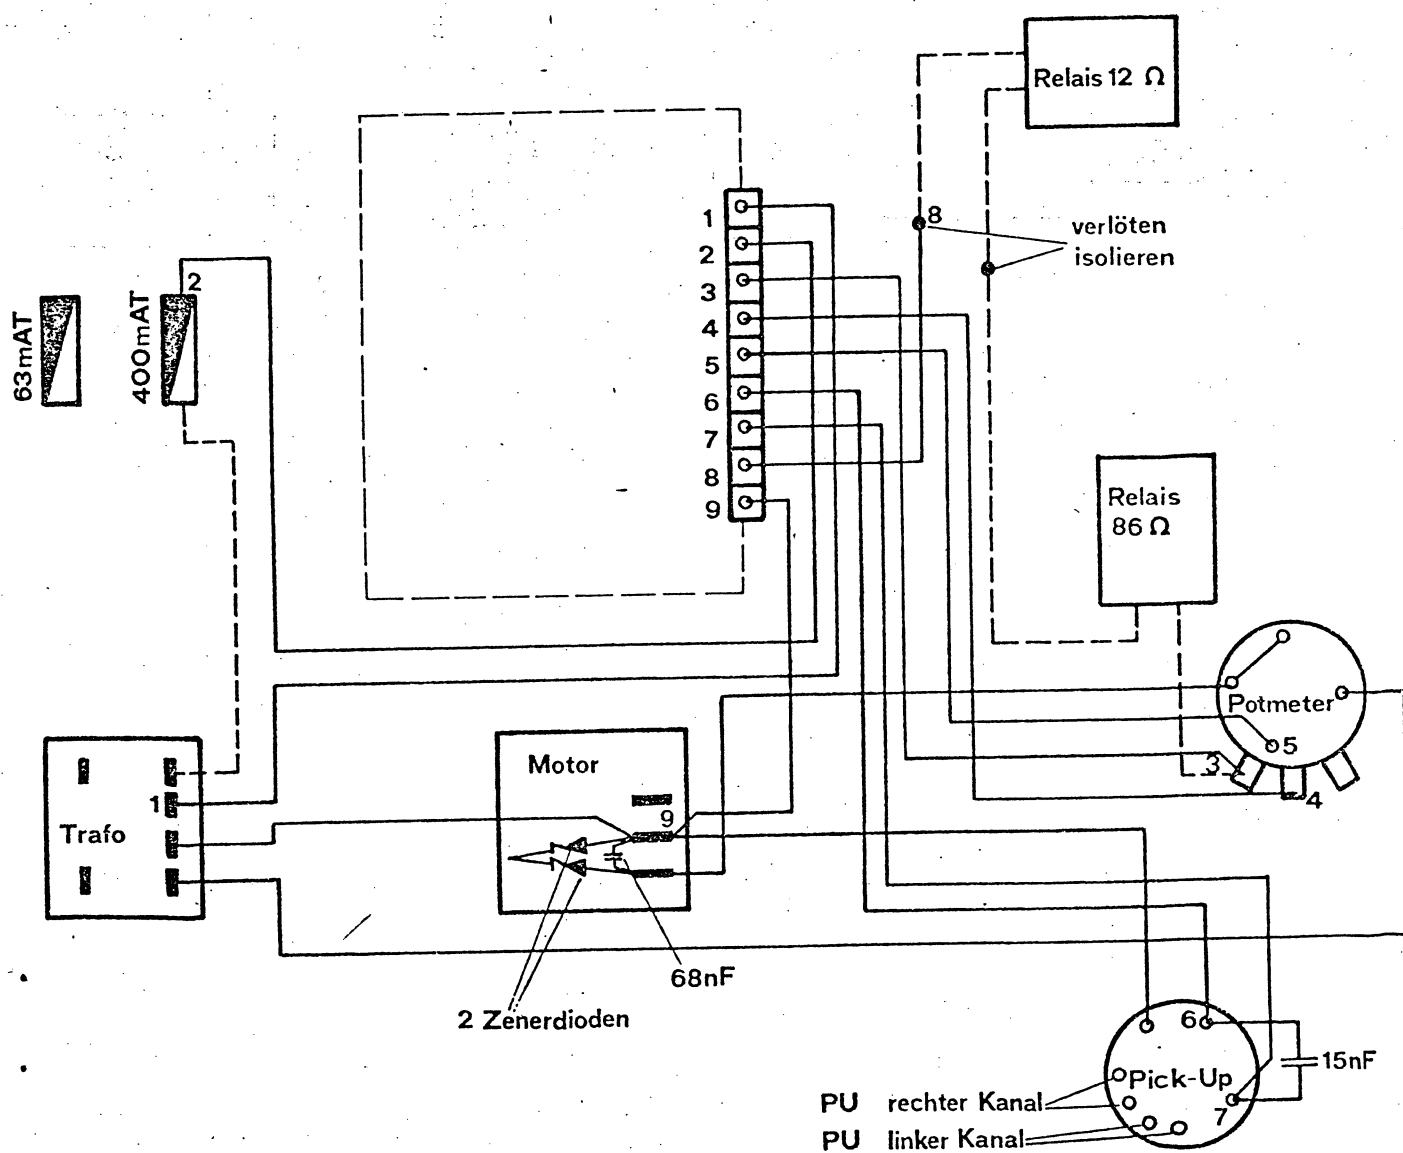 Relais 12 Ω
8
verlöten
isolieren
1
2
3
4
5
6
7
8
9
2
63mAT
400mAT
Relais
86 Ω
Potmeter
5
3
4
Motor
9
1
Trafo
68nF
2 Zenerdioden
6
Pick-Up
7
15nF
PU rechter Kanal
PU linker Kanal